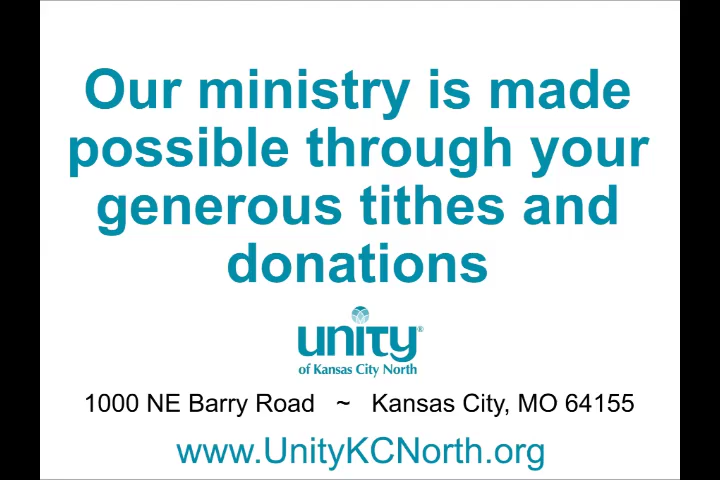 Our ministry is made
possible through your
generous tithes and
donations
unity®
of Kansas City North
1000 NE Barry Road ~ Kansas City, MO 64155
www.UnityKCNorth.org